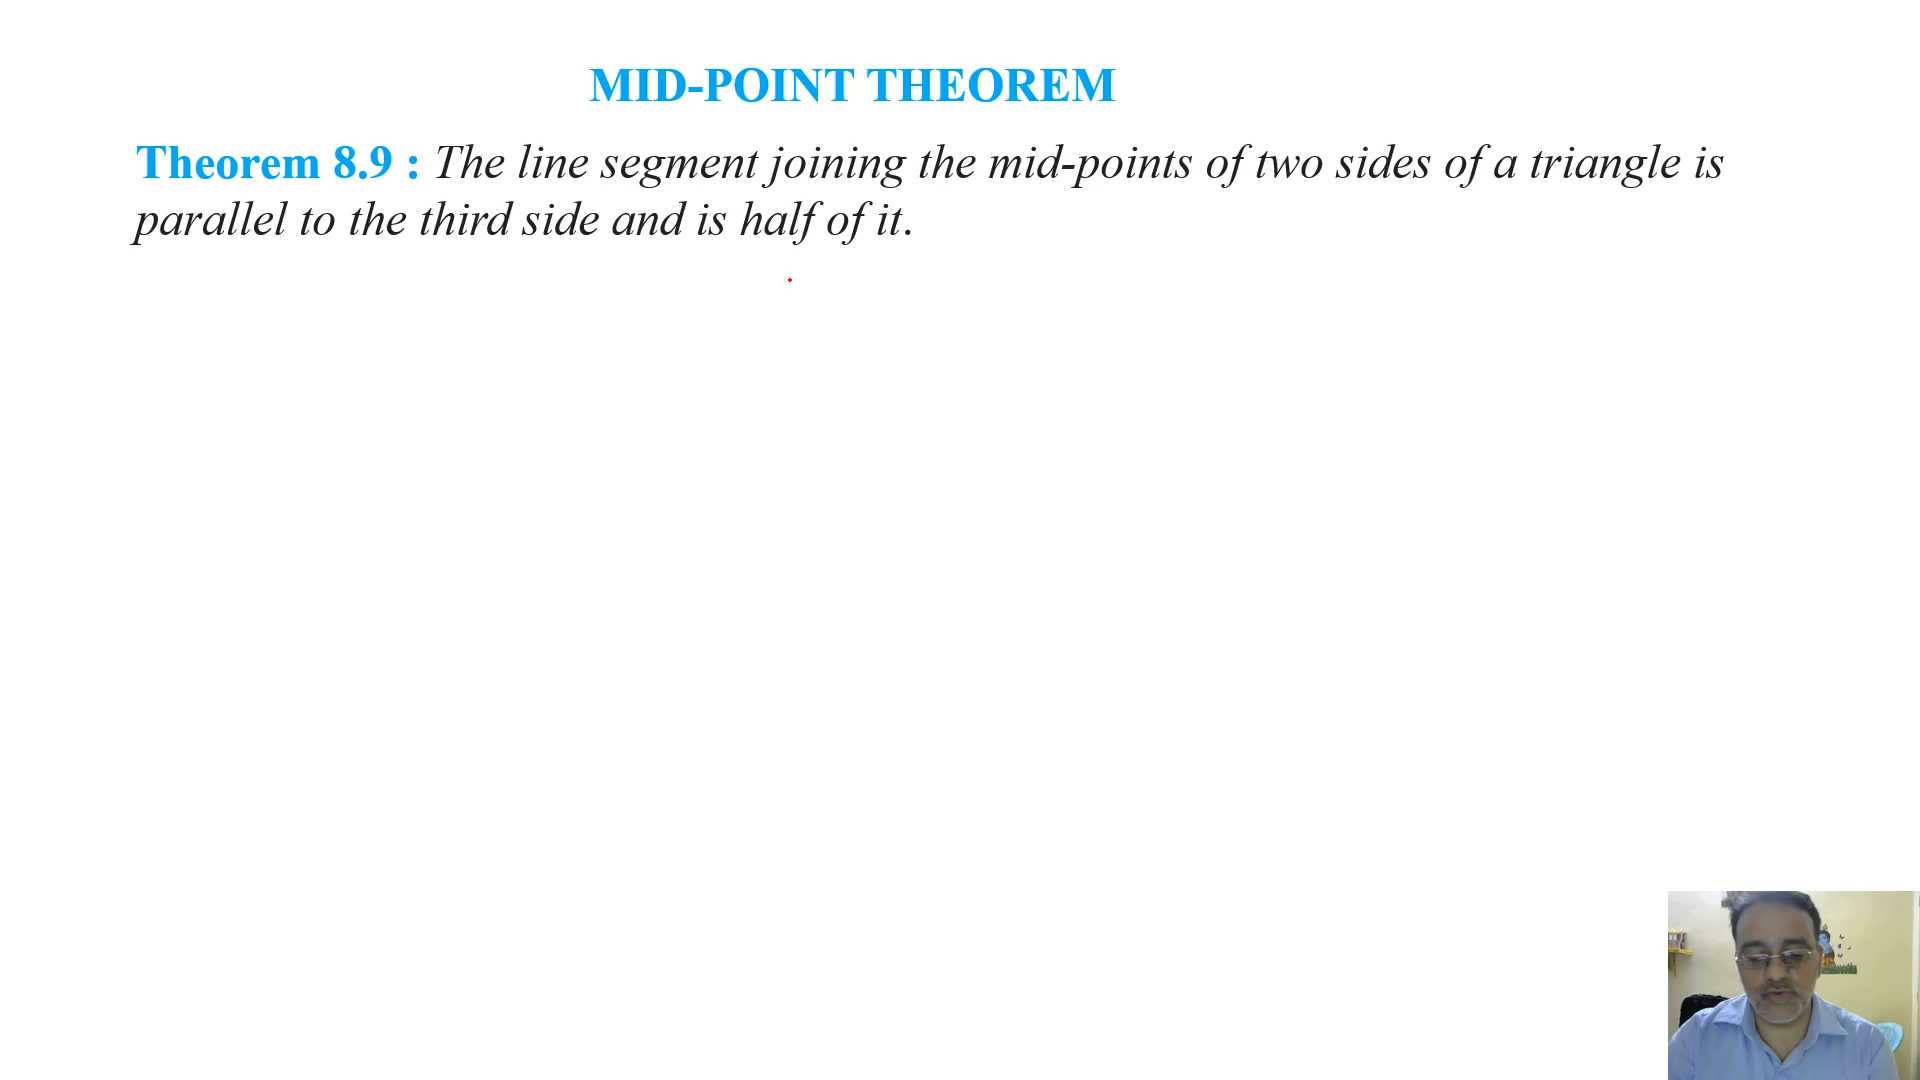 MID-POINT THEOREM
Theorem 8.9 : The line segment joining the mid-points of two sides of a triangle is
parallel to the third side and is half of it.